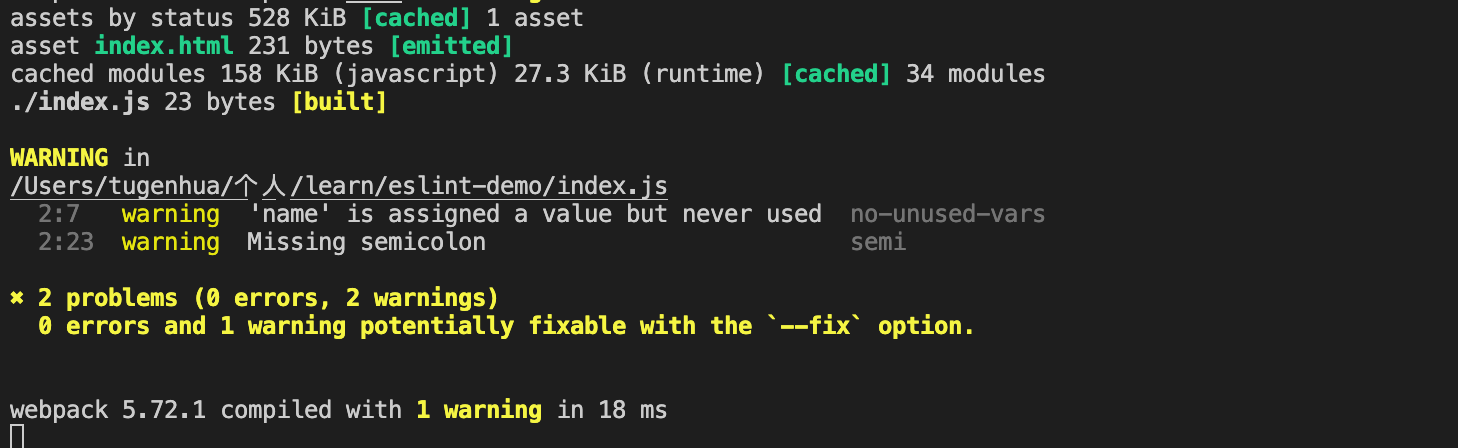 assets by status 528 KiB [cached] 1 asset
asset index.html 231 bytes [emitted]
cached modules 158 KiB (javascript) 27.3 KiB (runtime) [cached] 34 modules
./index.js 23 bytes [built]
WARNING in
/Users/tugenhua/个人/learn/eslint-demo/index.js
2:7 warning 'name' is assigned a value but never used no-unused-vars
2:23 warning Missing semicolon semi
✖ 2 problems (0 errors, 2 warnings)
0 errors and 1 warning potentially fixable with the `--fix` option.
webpack 5.72.1 compiled with 1 warning in 18 ms